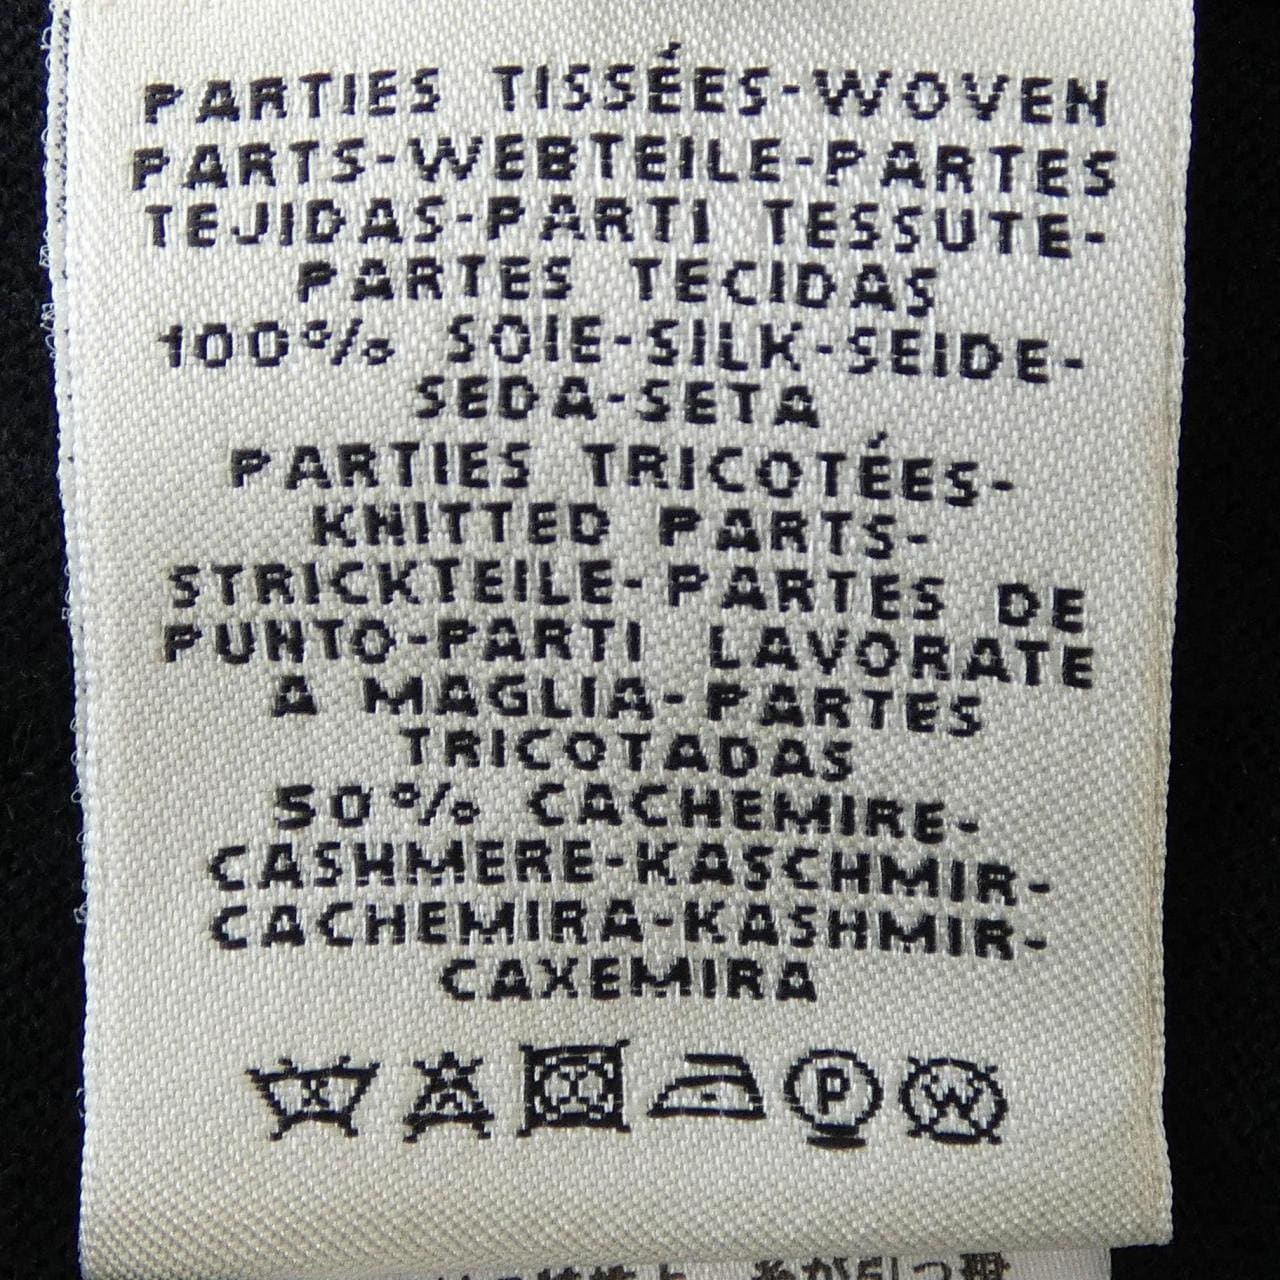 PARTIES TISSÉES-WOVEN
PARTS-WEBTEILE-PARTES
TEJIDAS-PARTI TESSUTE-
PARTES TECIDAS
100% SOIE-SILK-SEIDE-
SEDA-SETA
PARTIES TRICOTÉES-
KNITTED PARTS-
STRICKTEILE-PARTES DE
PUNTO-PARTI LAVORATE
A MAGLIA-PARTES
TRICOTADAS
50% CACHEMIRE-
CASHMERE-KASCHMIR-
CACHEMIRA-KASHMIR-
CAXEMIRA
P W